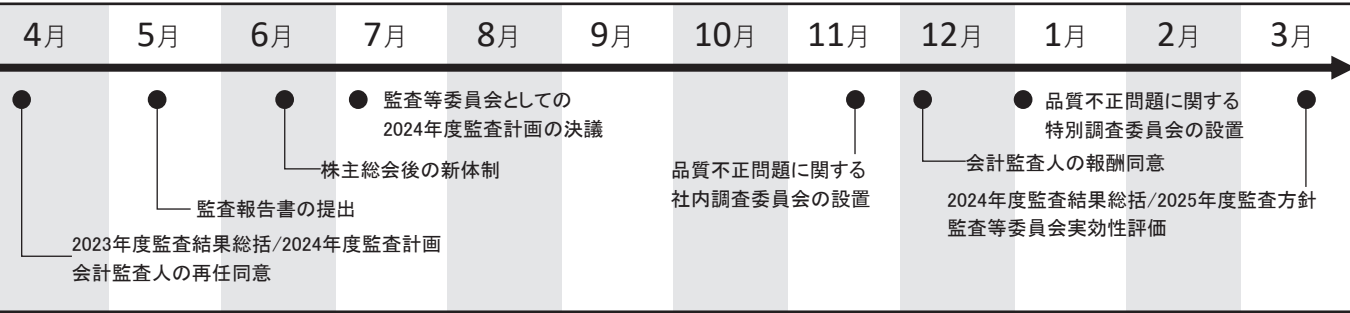 4月 5月 6月 7月 8月 9月 10月 11月 12月 1月 2月 3月
監査等委員会としての
2024年度監査計画の決議
品質不正問題に関する
特別調査委員会の設置
株主総会後の新体制
品質不正問題に関する
社内調査委員会の設置
会計監査人の報酬同意
監査報告書の提出
2024年度監査結果総括/2025年度監査方針
監査等委員会実効性評価
2023年度監査結果総括/2024年度監査計画
会計監査人の再任同意